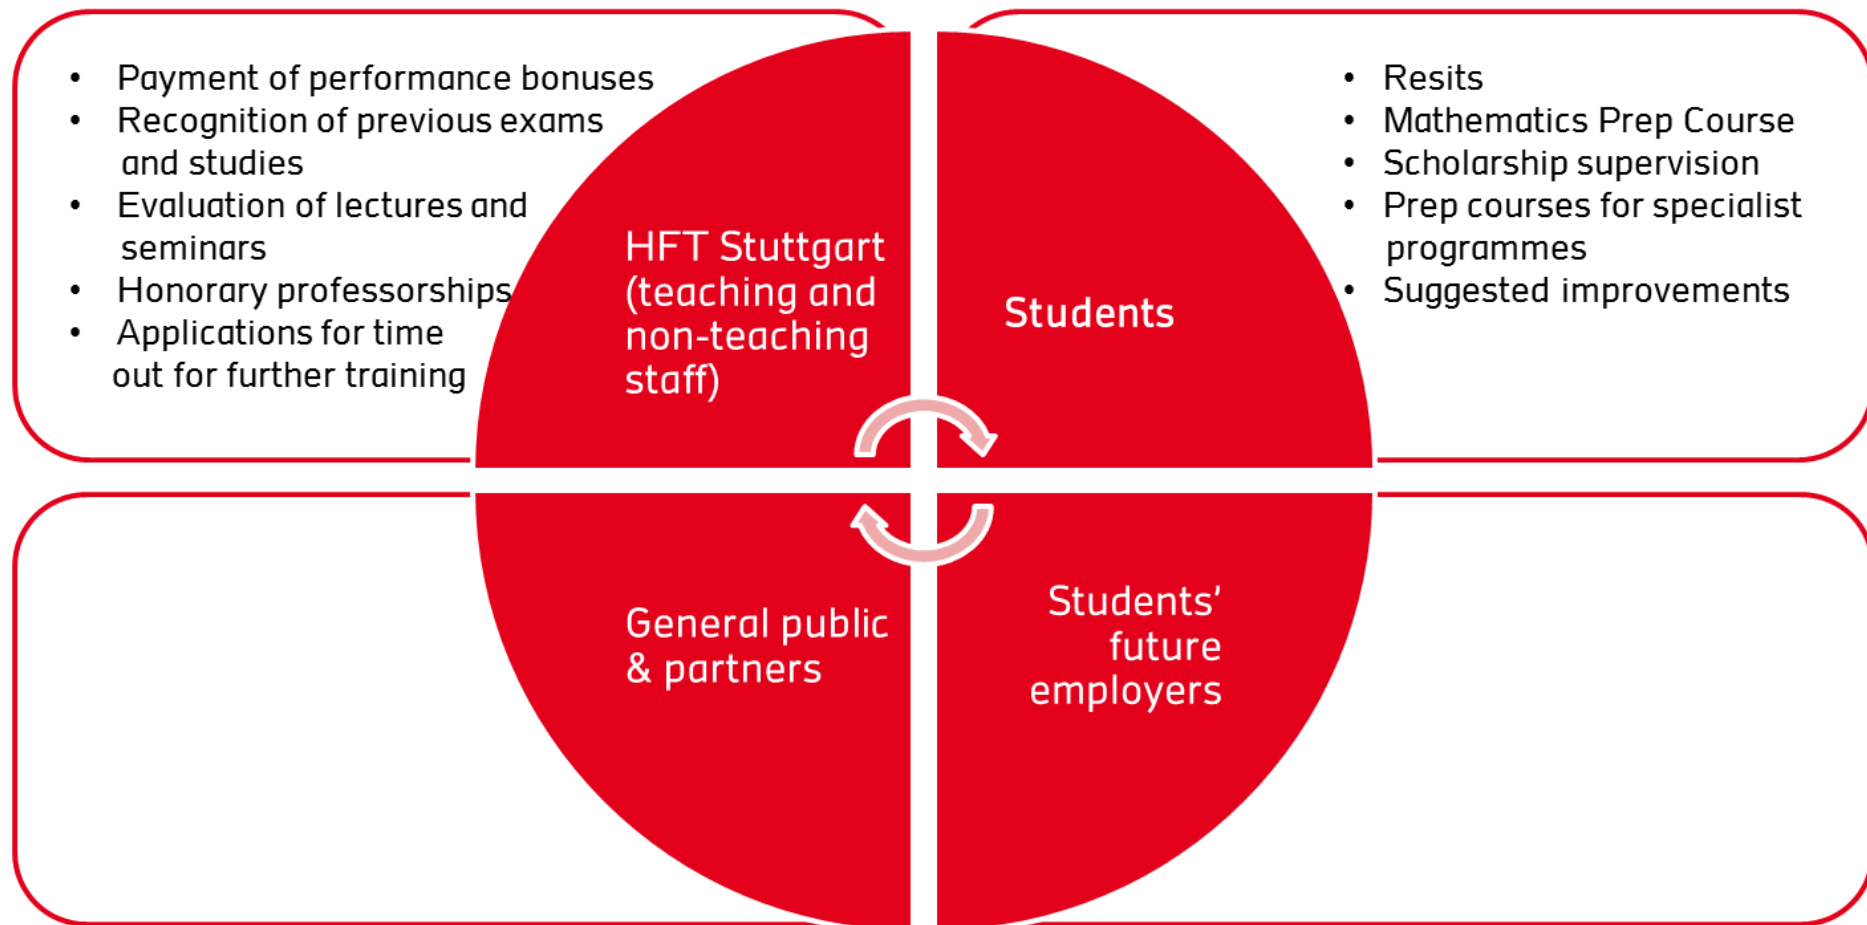 • Payment of performance bonuses
• Recognition of previous exams
and studies
• Evaluation of lectures and
seminars
• Honorary professorships
• Applications for time
out for further training
HFT Stuttgart
(teaching and
non-teaching
staff)
Students
• Resits
• Mathematics Prep Course
• Scholarship supervision
• Prep courses for specialist
programmes
• Suggested improvements
General public
& partners
Students’
future
employers